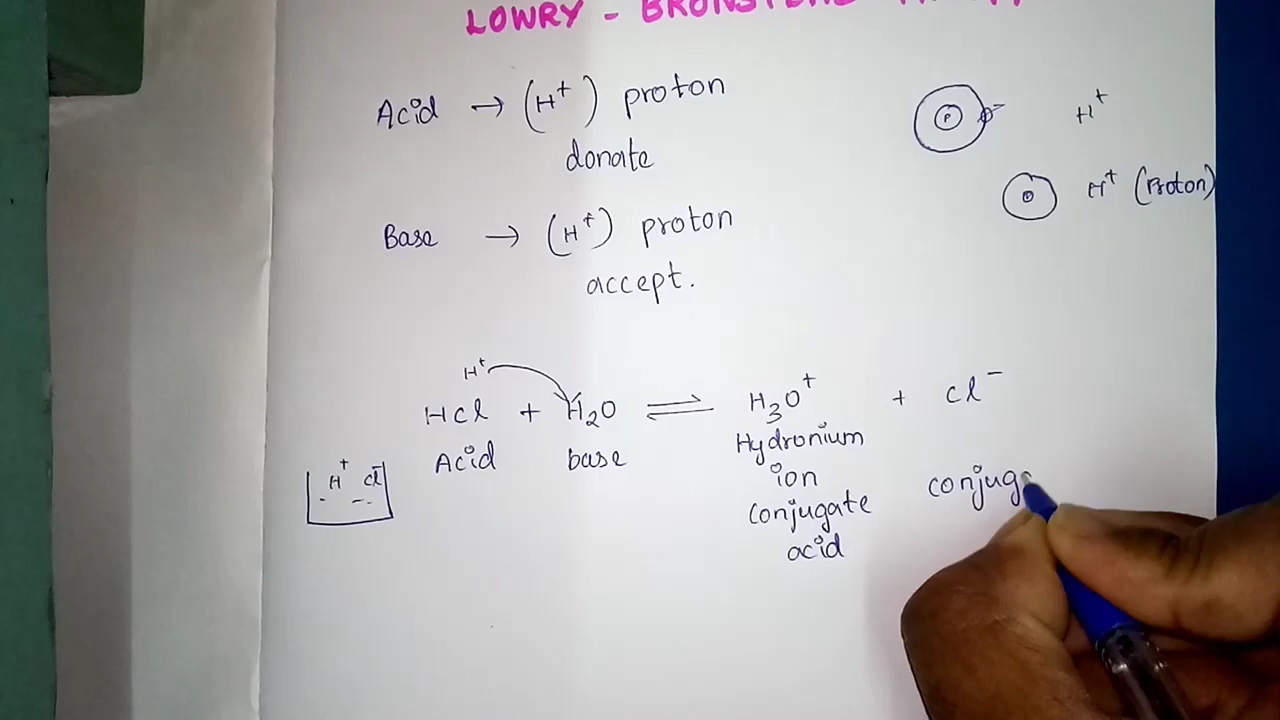 LOWRY -
Acid → (H⁺) proton
donate
H⁺
H⁺ (Proton)
Base → (H⁺) proton
accept.
H⁺
HCl + H₂O ⇌ H₃O⁺ + Cl⁻
Acid base Hydronium
ion
H⁺ Cl⁻
conjugate conjug
acid